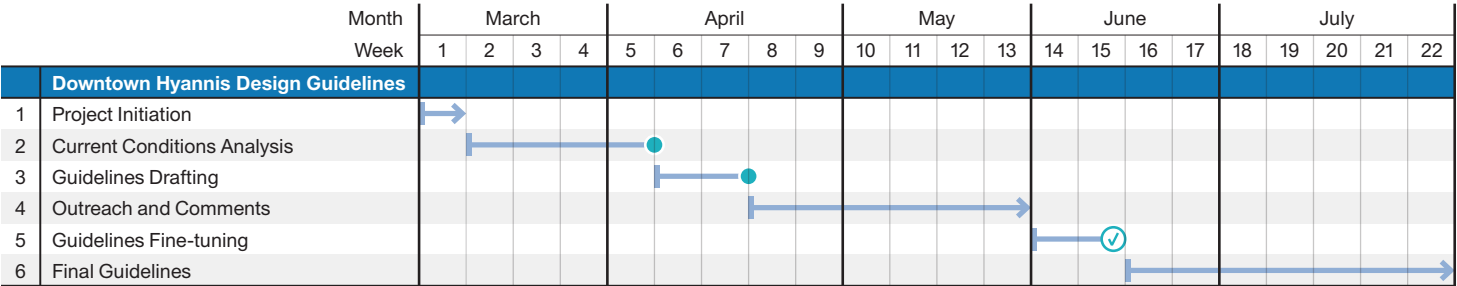 Month March April May June July
Week 1 2 3 4 5 6 7 8 9 10 11 12 13 14 15 16 17 18 19 20 21 22
Downtown Hyannis Design Guidelines
1 Project Initiation
2 Current Conditions Analysis
3 Guidelines Drafting
4 Outreach and Comments
5 Guidelines Fine-tuning
6 Final Guidelines